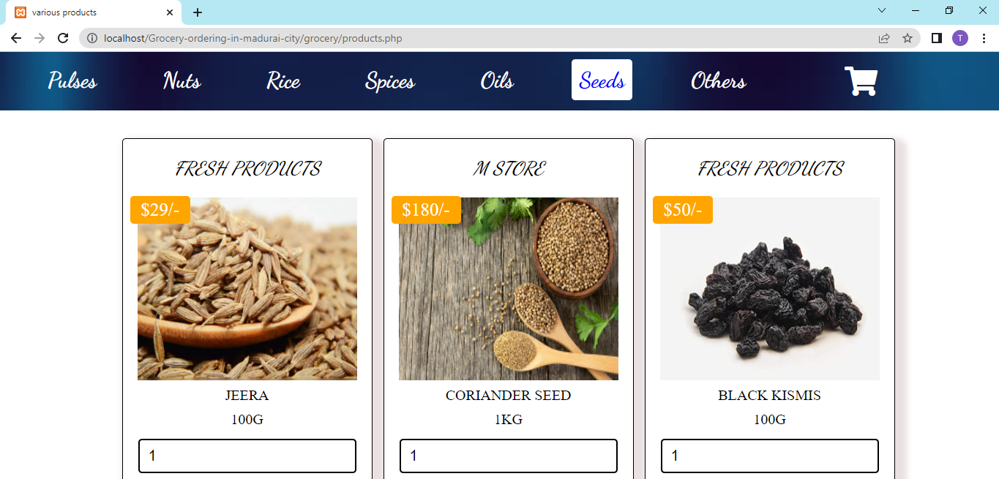 various products
localhost/Grocery-ordering-in-madurai-city/grocery/products.php
T
Pulses Nuts Rice Spices Oils Seeds Others
FRESH PRODUCTS M STORE FRESH PRODUCTS
$29/- $180/- $50/-
JEERA CORIANDER SEED BLACK KISMIS
100G 1KG 100G
1 1 1